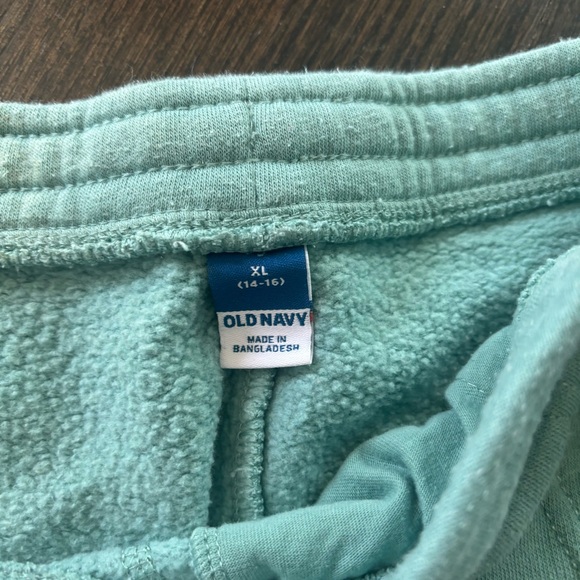 XL
(14-16)
OLD NAVY
MADE IN
BANGLADESH